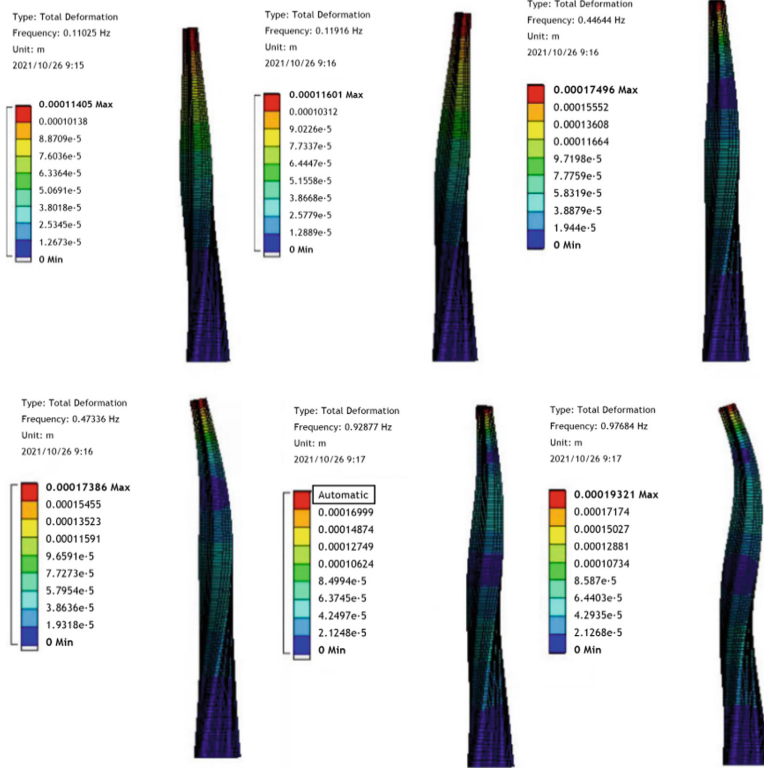 Type: Total Deformation
Frequency: 0.11025 Hz
Unit: m
2021/10/26 9:15
0.00011405 Max
0.00010138
8.8709e-5
7.6036e-5
6.3364e-5
5.0691e-5
3.8018e-5
2.5345e-5
1.2673e-5
0 Min
Type: Total Deformation
Frequency: 0.11916 Hz
Unit: m
2021/10/26 9:16
0.00011601 Max
0.00010312
9.0226e-5
7.7337e-5
6.4447e-5
5.1558e-5
3.8668e-5
2.5779e-5
1.2889e-5
0 Min
Type: Total Deformation
Frequency: 0.44644 Hz
Unit: m
2021/10/26 9:16
0.00017496 Max
0.00015552
0.00013608
0.00011664
9.7198e-5
7.7759e-5
5.8319e-5
3.8879e-5
1.944e-5
0 Min
Type: Total Deformation
Frequency: 0.47336 Hz
Unit: m
2021/10/26 9:16
0.00017386 Max
0.00015455
0.00013523
0.00011591
9.6591e-5
7.7273e-5
5.7954e-5
3.8636e-5
1.9318e-5
0 Min
Type: Total Deformation
Frequency: 0.92877 Hz
Unit: m
2021/10/26 9:17
Automatic
0.00016999
0.00014874
0.00012749
0.00010624
8.4994e-5
6.3745e-5
4.2497e-5
2.1248e-5
0 Min
Type: Total Deformation
Frequency: 0.97684 Hz
Unit: m
2021/10/26 9:17
0.00019321 Max
0.00017174
0.00015027
0.00012881
0.00010734
8.587e-5
6.4403e-5
4.2935e-5
2.1268e-5
0 Min